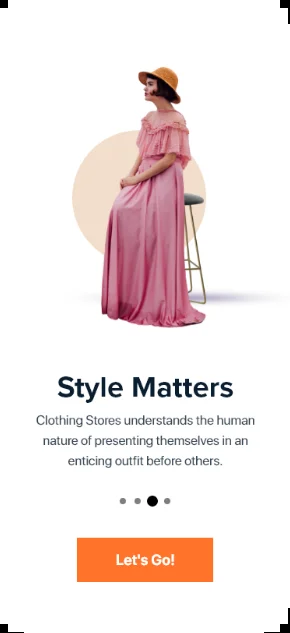 Style Matters
Clothing Stores understands the human
nature of presenting themselves in an
enticing outfit before others.
Let's Go!